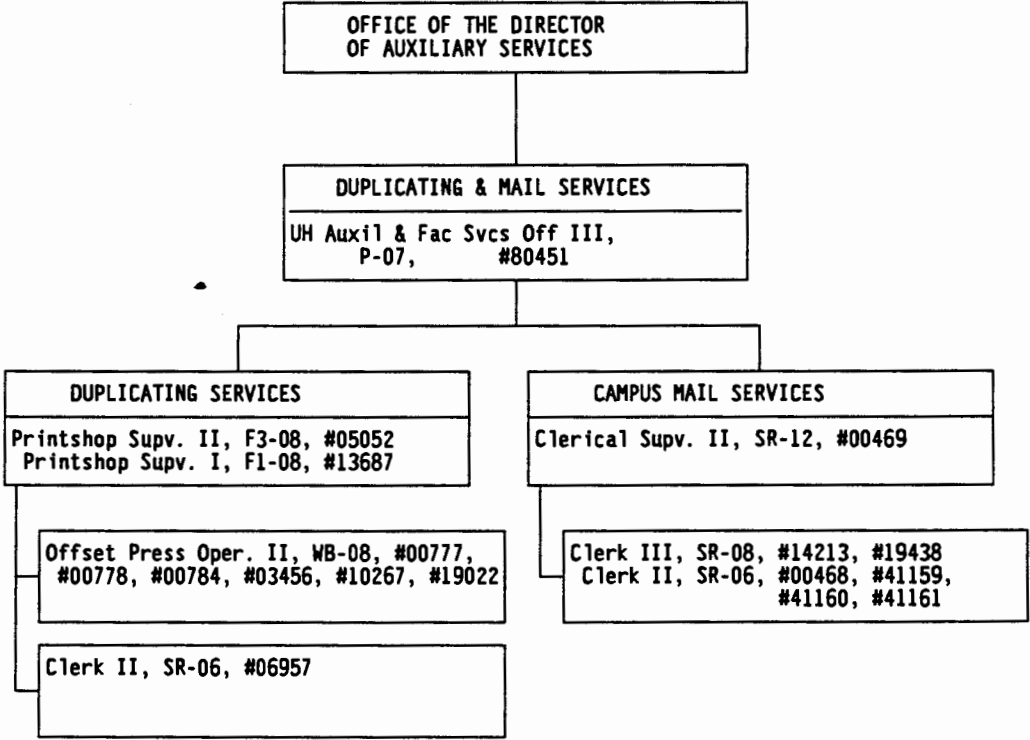 OFFICE OF THE DIRECTOR
OF AUXILIARY SERVICES
DUPLICATING & MAIL SERVICES
UH Auxil & Fac Svcs Off III,
P-07, #80451
DUPLICATING SERVICES
Printshop Supv. II, F3-08, #05052
Printshop Supv. I, F1-08, #13687
Offset Press Oper. II, WB-08, #00777,
#00778, #00784, #03456, #10267, #19022
Clerk II, SR-06, #06957
CAMPUS MAIL SERVICES
Clerical Supv. II, SR-12, #00469
Clerk III, SR-08, #14213, #19438
Clerk II, SR-06, #00468, #41159,
#41160, #41161